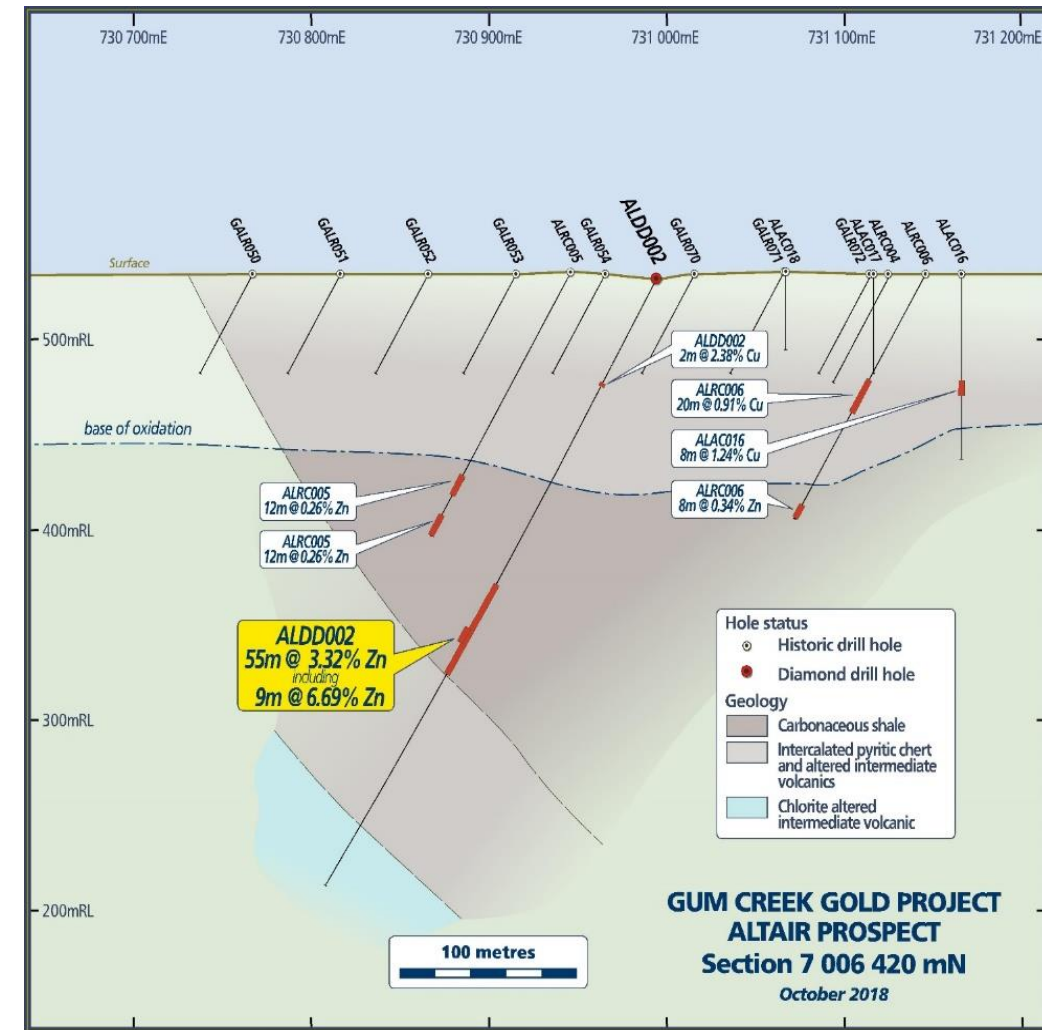 730 700mE
730 800mE
730 900mE
731 000mE
731 100mE
731 200mE
GALR050
GALR051
GALR052
GALR053
ALRC005
GALR054
ALDD002
GALR070
GALR071
ALAC018
GALR072
ALAC017
ALRC004
ALRC006
ALAC016
Surface
500mRL
ALDD002
2m @ 2.38% Cu
ALRC006
20m @ 0.91% Cu
base of oxidation
ALAC016
8m @ 1.24% Cu
ALRC005
12m @ 0.26% Zn
ALRC006
8m @ 0.34% Zn
400mRL
ALRC005
12m @ 0.26% Zn
ALDD002
55m @ 3.32% Zn
including
9m @ 6.69% Zn
Hole status
Historic drill hole
Diamond drill hole
Geology
Carbonaceous shale
Intercalated pyritic chert
and altered intermediate
volcanics
Chlorite altered
intermediate volcanic
300mRL
200mRL
100 metres
GUM CREEK GOLD PROJECT
ALTAIR PROSPECT
Section 7 006 420 mN
October 2018